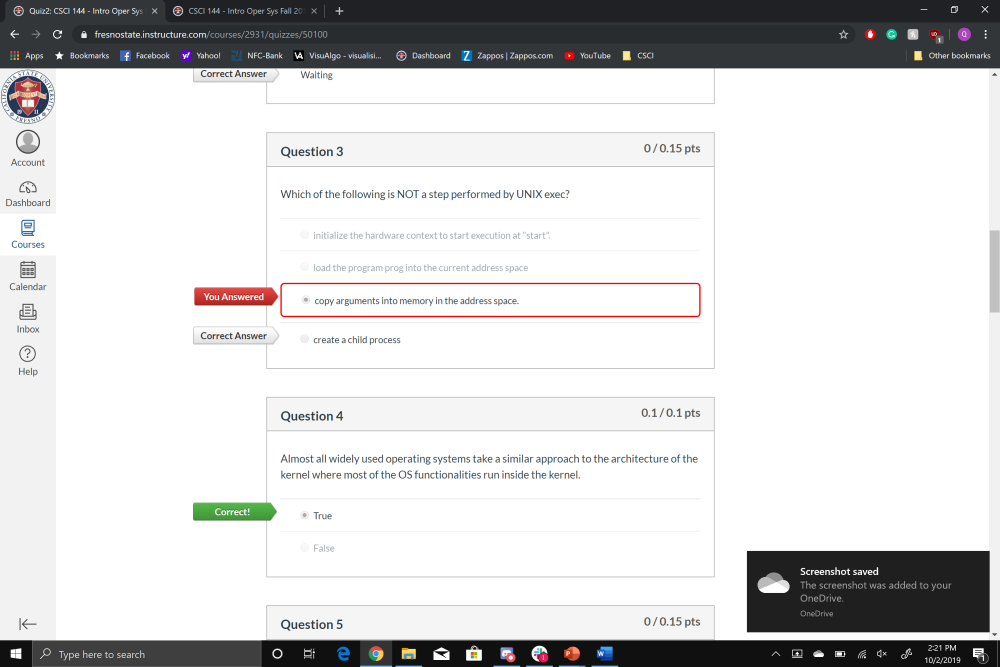 Quiz2: CSCI 144 - Intro Oper Sys
CSCI 144 - Intro Oper Sys Fall 20
fresnostate.instructure.com/courses/2931/quizzes/50100
Apps
Bookmarks
Facebook
Yahoo!
NFC-Bank
VisuAlgo - visualisi...
Dashboard
Zappos | Zappos.com
YouTube
CSCI
Other bookmarks
Account
Dashboard
Courses
Calendar
Inbox
Help
Correct Answer
Waiting
Question 3
0 / 0.15 pts
Which of the following is NOT a step performed by UNIX exec?
initialize the hardware context to start execution at "start".
load the program prog into the current address space
You Answered
copy arguments into memory in the address space.
Correct Answer
create a child process
Question 4
0.1 / 0.1 pts
Almost all widely used operating systems take a similar approach to the architecture of the
kernel where most of the OS functionalities run inside the kernel.
Correct!
True
False
Question 5
0 / 0.15 pts
Screenshot saved
The screenshot was added to your
OneDrive.
OneDrive
Type here to search
2:21 PM
10/2/2019